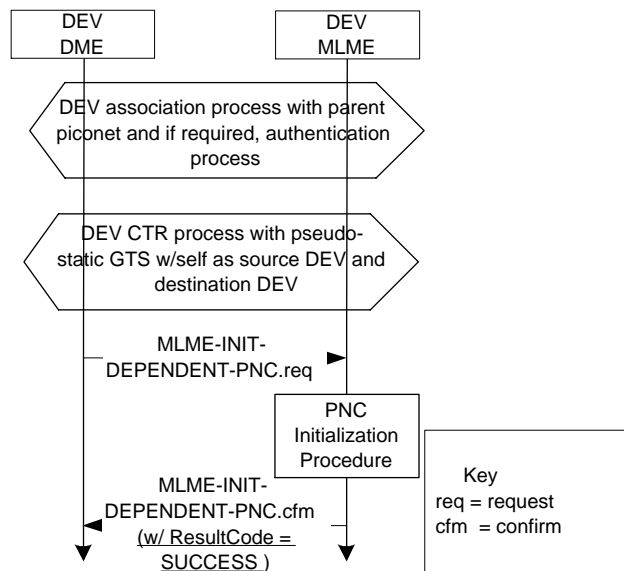 DEV
DME
DEV
MLME
DEV association process with parent
piconet and if required, authentication
process
DEV CTR process with pseudo-
static GTS w/self as source DEV and
destination DEV
MLME-INIT-
DEPENDENT-PNC.req
PNC
Initialization
Procedure
MLME-INIT-
DEPENDENT-PNC.cfm
(w/ ResultCode =
SUCCESS )
Key
req = request
cfm = confirm